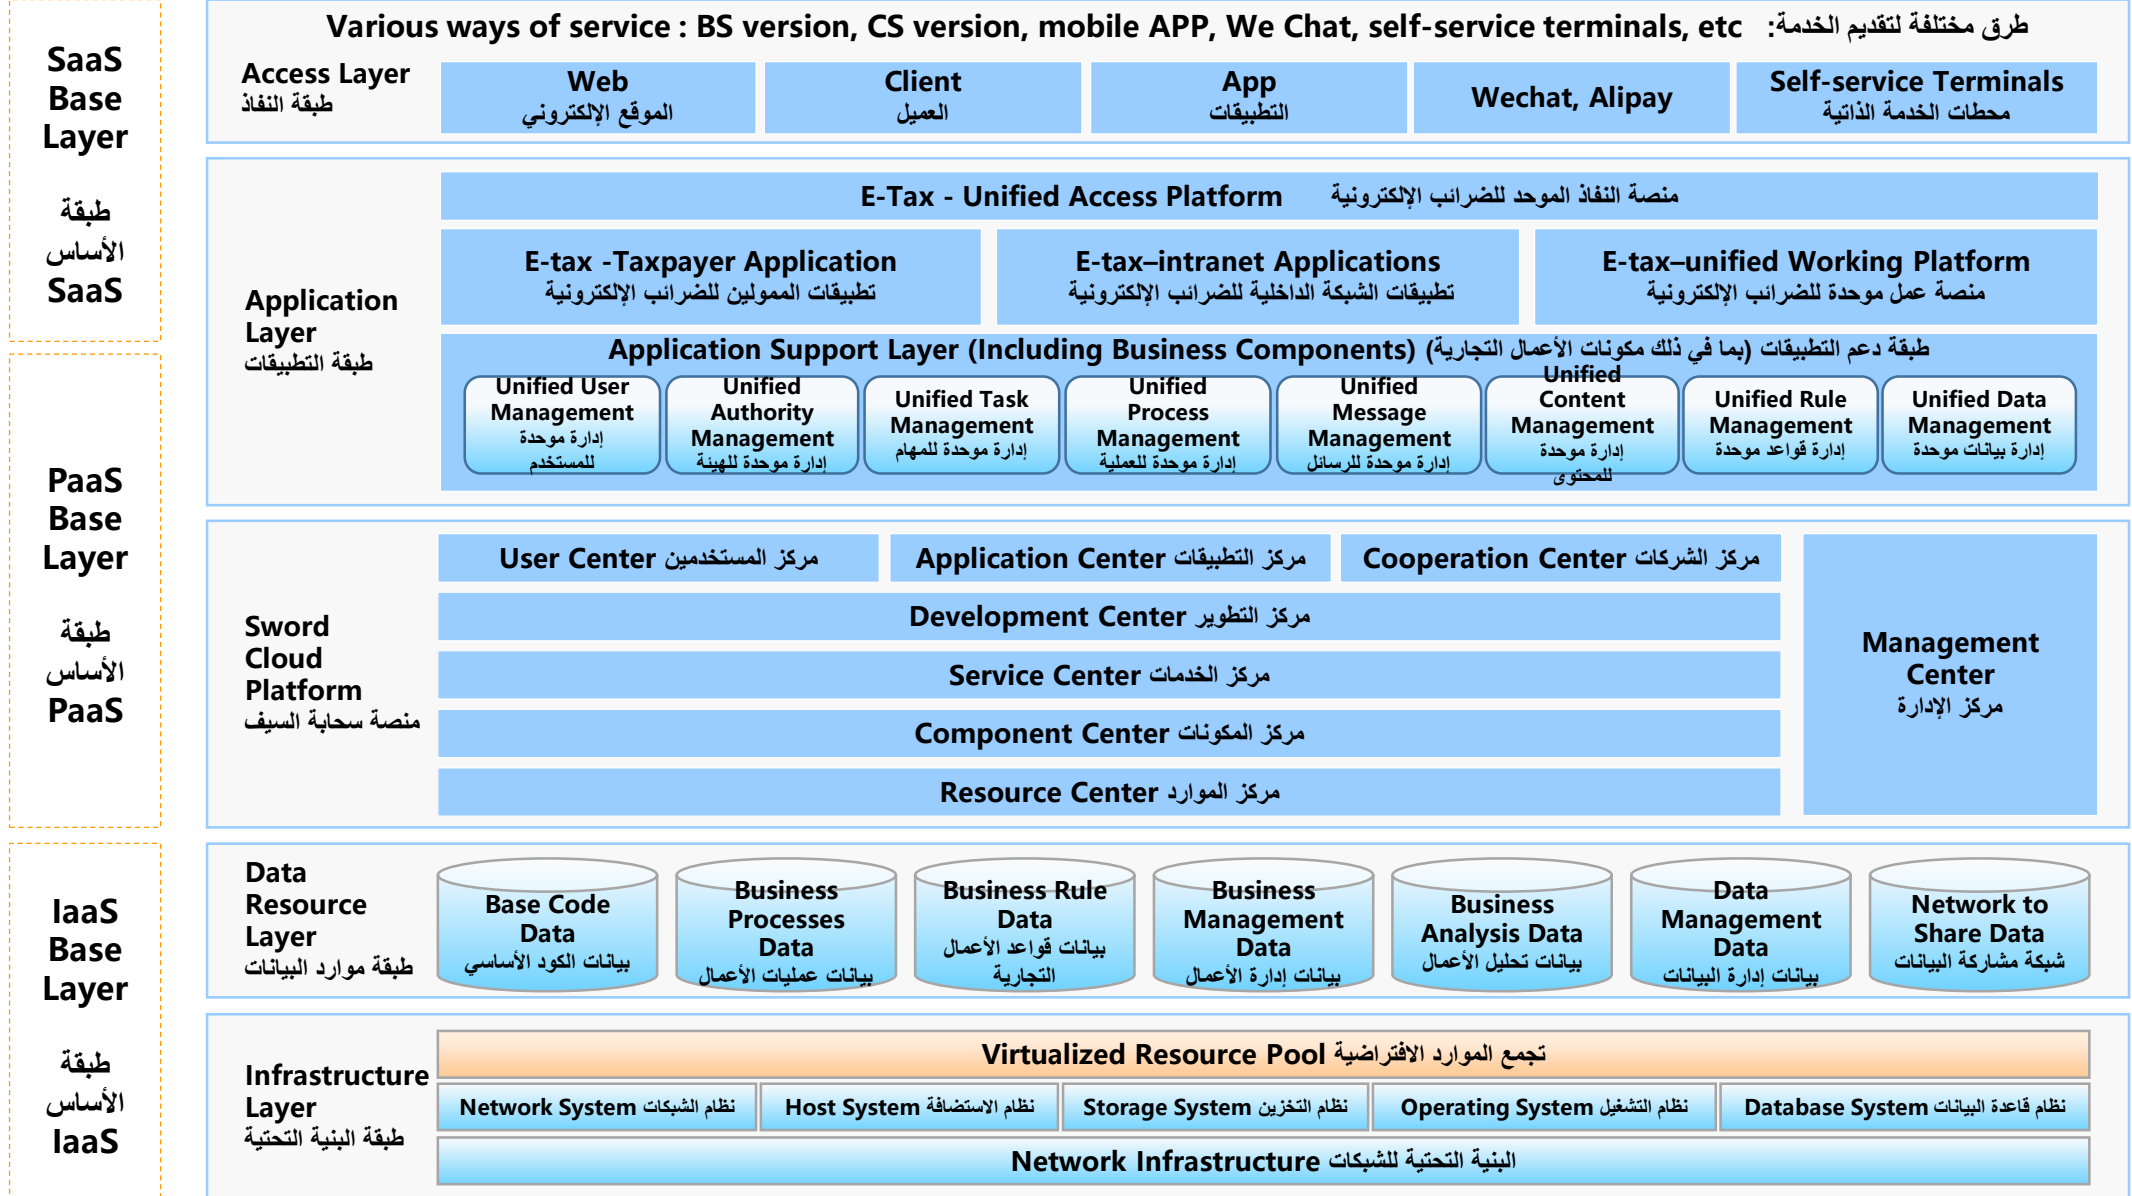 SaaS
Base
Layer
طبقة
الأساس
SaaS
PaaS
Base
Layer
طبقة
الأساس
PaaS
IaaS
Base
Layer
طبقة
الأساس
IaaS
Various ways of service : BS version, CS version, mobile APP, We Chat, self-service terminals, etc طرق مختلفة لتقديم الخدمة:
Access Layer
طبقة النفاذ
Web
الموقع الإلكتروني
Client
العميل
App
التطبيقات
Wechat, Alipay
Self-service Terminals
محطات الخدمة الذاتية
Application
Layer
طبقة التطبيقات
E-Tax - Unified Access Platform منصة النفاذ الموحد للضرائب الإلكترونية
E-tax -Taxpayer Application
تطبيقات الممولين للضرائب الإلكترونية
E-tax–intranet Applications
تطبيقات الشبكة الداخلية للضرائب الإلكترونية
E-tax–unified Working Platform
منصة عمل موحدة للضرائب الإلكترونية
Application Support Layer (Including Business Components) طبقة دعم التطبيقات (بما في ذلك مكونات الأعمال التجارية)
Unified User
Management
إدارة موحدة
للمستخدم
Unified
Authority
Management
إدارة موحدة للهيئة
Unified Task
Management
إدارة موحدة للمهام
Unified
Process
Management
إدارة موحدة للعملية
Unified
Message
Management
إدارة موحدة للرسائل
Unified
Content
Management
إدارة موحدة
للمحتوى
Unified Rule
Management
إدارة قواعد موحدة
Unified Data
Management
إدارة بيانات موحدة
Sword
Cloud
Platform
منصة سحابة السيف
User Center مركز المستخدمين
Application Center مركز التطبيقات
Cooperation Center مركز الشركات
Development Center مركز التطوير
Service Center مركز الخدمات
Component Center مركز المكونات
Resource Center مركز الموارد
Management
Center
مركز الإدارة
Data
Resource
Layer
طبقة موارد البيانات
Base Code
Data
بيانات الكود الأساسي
Business
Processes
Data
بيانات عمليات الأعمال
Business Rule
Data
بيانات قواعد الأعمال
التجارية
Business
Management
Data
بيانات إدارة الأعمال
Business
Analysis Data
بيانات تحليل الأعمال
Data
Management
Data
بيانات إدارة البيانات
Network to
Share Data
شبكة مشاركة البيانات
Infrastructure
Layer
طبقة البنية التحتية
Virtualized Resource Pool تجمع الموارد الافتراضية
Network System نظام الشبكات
Host System نظام الاستضافة
Storage System نظام التخزين
Operating System نظام التشغيل
Database System نظام قاعدة البيانات
Network Infrastructure البنية التحتية للشبكات